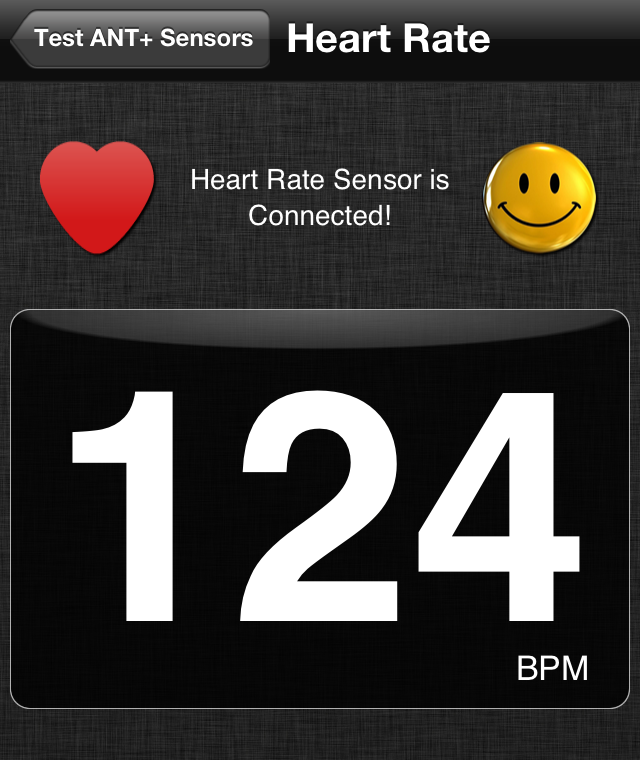 Test ANT+ Sensors
Heart Rate
Heart Rate Sensor is
Connected!
124
BPM